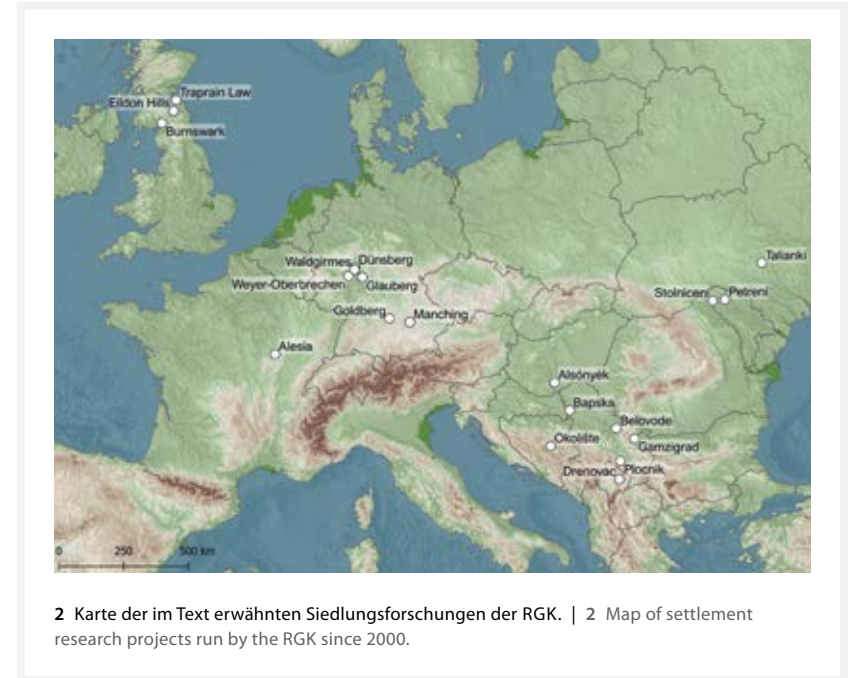 Traprain Law
Eildon Hills
Burnswark
Waldgirmes Dünsberg
Weyer-Oberbrechen Glauberg
Talianki
Stolniceni Petreni
Goldberg Manching
Alesia
Alsónyék
Bapska
Belovode
Okolište Gamzigrad
Drenovac Plocnik
0 250 500 km
2 Karte der im Text erwähnten Siedlungsforschungen der RGK. | 2 Map of settlement
research projects run by the RGK since 2000.